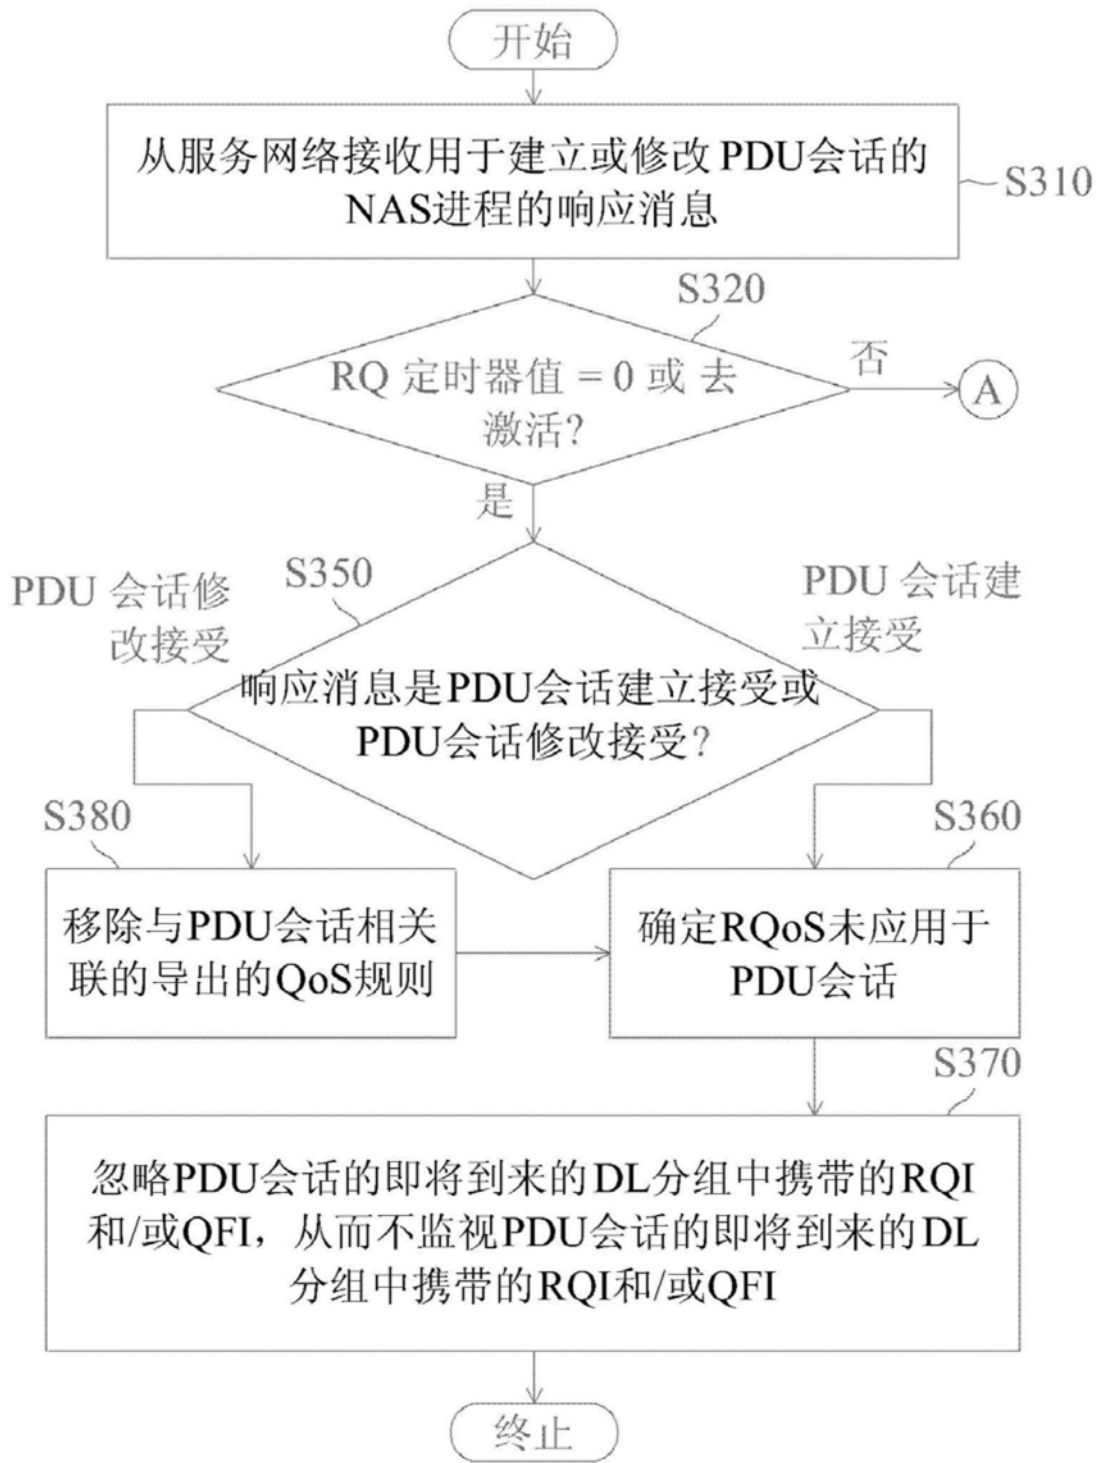 开始
从服务网络接收用于建立或修改 PDU会话的
NAS进程的响应消息
S310
S320
RQ 定时器值 = 0 或 去
激活?
否
A
是
S350
PDU 会话修
改接受
PDU 会话建
立接受
响应消息是PDU会话建立接受或
PDU会话修改接受?
S380
S360
移除与PDU会话相关
联的导出的QoS规则
确定RQoS未应用于
PDU会话
S370
忽略PDU会话的即将到来的DL分组中携带的RQI
和/或QFI，从而不监视PDU会话的即将到来的DL
分组中携带的RQI和/或QFI
终止